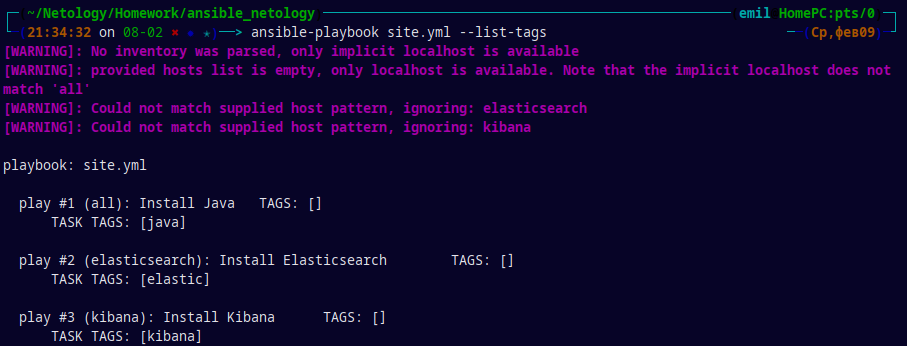 ~/Netology/Homework/ansible_netology emil HomePC:pts/0
(21:34:32 on 08-02 ✖ ✹ ✭)──> ansible-playbook site.yml --list-tags ─ (Ср,фев09)
[WARNING]: No inventory was parsed, only implicit localhost is available
[WARNING]: provided hosts list is empty, only localhost is available. Note that the implicit localhost does not
match 'all'
[WARNING]: Could not match supplied host pattern, ignoring: elasticsearch
[WARNING]: Could not match supplied host pattern, ignoring: kibana
playbook: site.yml
play #1 (all): Install Java TAGS: []
TASK TAGS: [java]
play #2 (elasticsearch): Install Elasticsearch TAGS: []
TASK TAGS: [elastic]
play #3 (kibana): Install Kibana TAGS: []
TASK TAGS: [kibana]